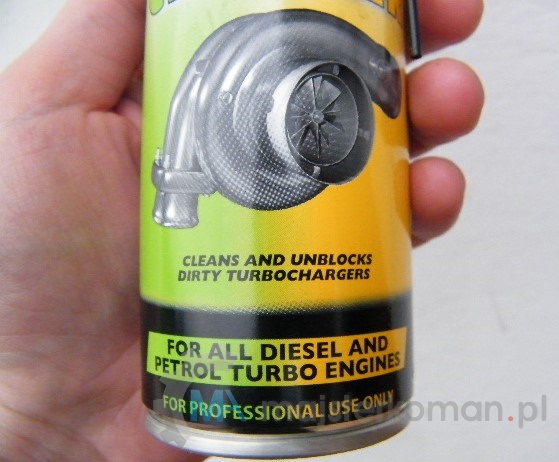 CLEANS AND UNBLOCKS
DIRTY TURBOCHARGERS
FOR ALL DIESEL AND
PETROL TURBO ENGINES
FOR PROFESSIONAL USE ONLY